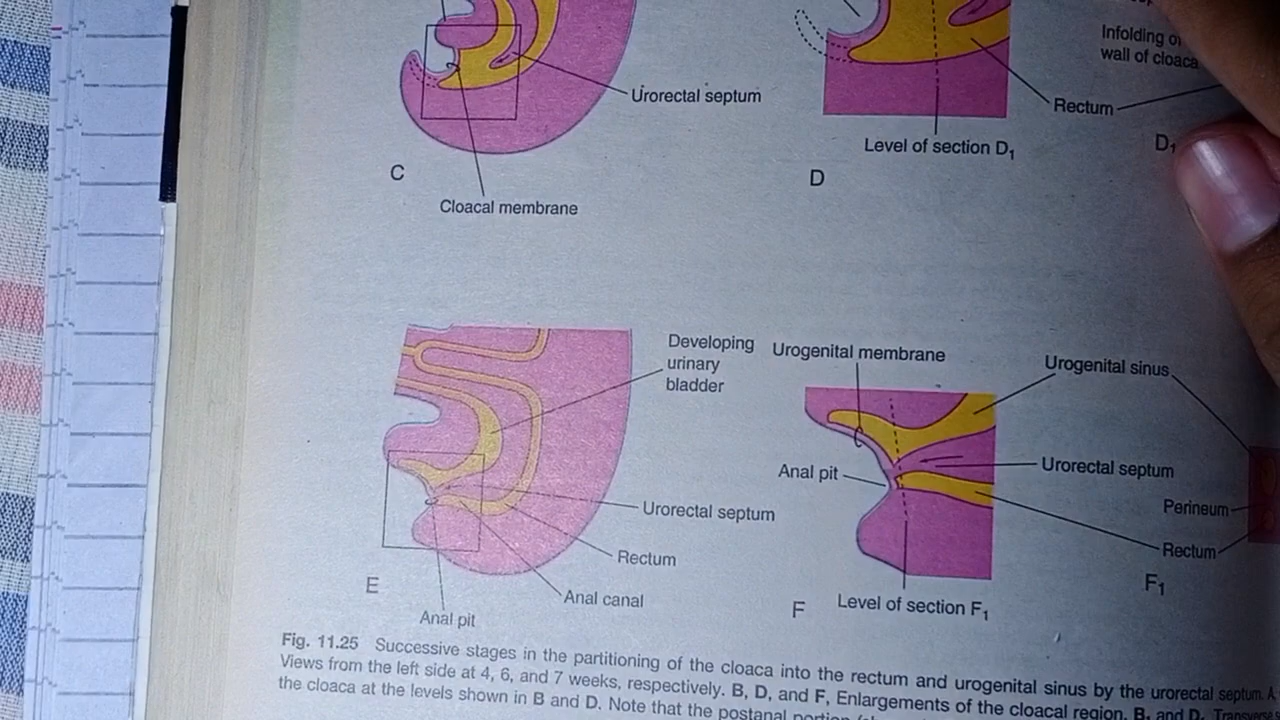 Infolding of
wall of cloaca
Urorectal septum
Rectum
Level of section D1
D1
C
D
Cloacal membrane
Developing
urinary
bladder
Urogenital membrane
Urogenital sinus
Anal pit
Urorectal septum
Urorectal septum
Perineum
Rectum
Rectum
Anal canal
E
F
Level of section F1
F1
Anal pit
Fig. 11.25 Successive stages in the partitioning of the cloaca into the rectum and urogenital sinus by the urorectal septum. A,
Views from the left side at 4, 6, and 7 weeks, respectively. B, D, and F, Enlargements of the cloacal region. B1 and D1 Transverse
the cloaca at the levels shown in B and D. Note that the postanal portion